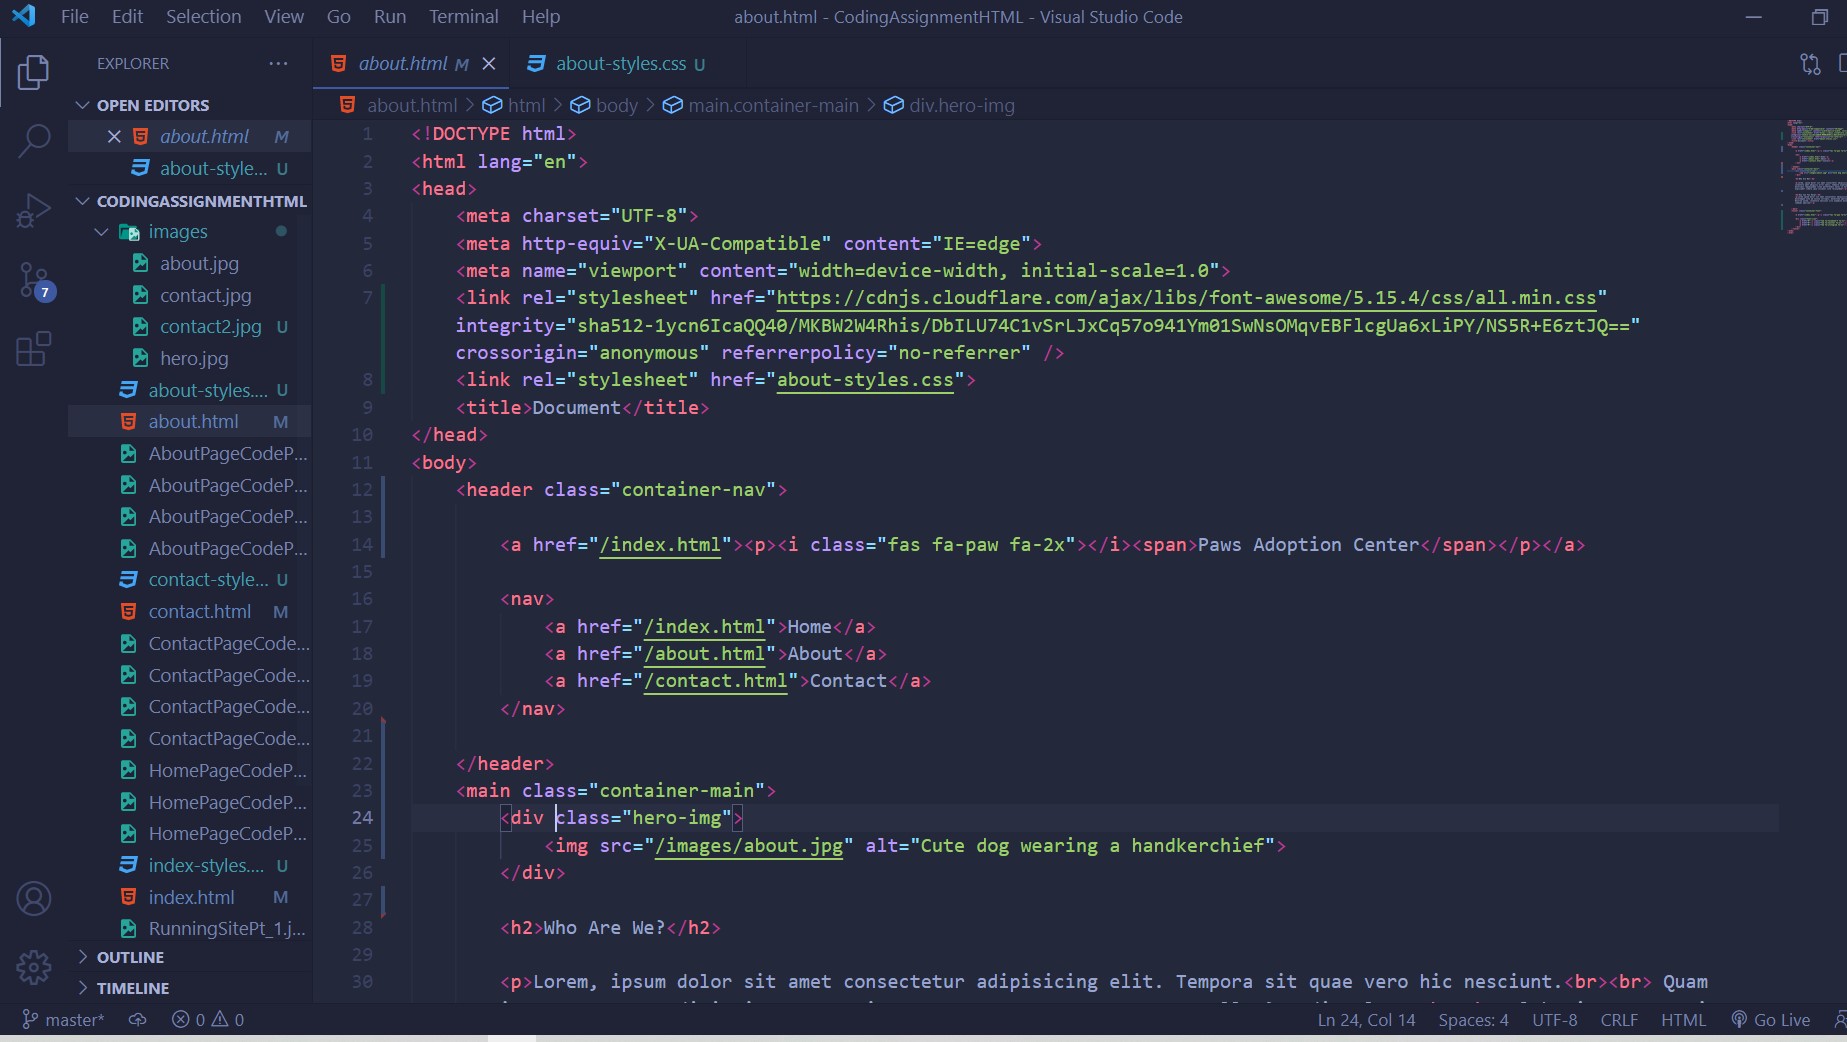 File Edit Selection View Go Run Terminal Help
about.html - CodingAssignmentHTML - Visual Studio Code
EXPLORER ...
about.html M
about-styles.css U
about.html > html > body > main.container-main > div.hero-img
OPEN EDITORS
about.html M
about-style... U
CODINGASSIGNMENTHTML
images
about.jpg
contact.jpg
contact2.jpg U
hero.jpg
about-styles.... U
about.html M
AboutPageCodeP...
AboutPageCodeP...
AboutPageCodeP...
AboutPageCodeP...
contact-style... U
contact.html M
ContactPageCode...
ContactPageCode...
ContactPageCode...
ContactPageCode...
HomePageCodeP...
HomePageCodeP...
HomePageCodeP...
index-styles.... U
index.html M
RunningSitePt_1.j...
OUTLINE
TIMELINE
7
1 <!DOCTYPE html>
2 <html lang="en">
3 <head>
4 <meta charset="UTF-8">
5 <meta http-equiv="X-UA-Compatible" content="IE=edge">
6 <meta name="viewport" content="width=device-width, initial-scale=1.0">
7 <link rel="stylesheet" href="https://cdnjs.cloudflare.com/ajax/libs/font-awesome/5.15.4/css/all.min.css"
integrity="sha512-1ycn6IcaQQ40/MKBW2W4Rhis/DbILU74C1vSrLJxCq57o941Ym01SwNsOMqvEBFlcgUa6xLiPY/NS5R+E6ztJQ=="
crossorigin="anonymous" referrerpolicy="no-referrer" />
8 <link rel="stylesheet" href="about-styles.css">
9 <title>Document</title>
10 </head>
11 <body>
12 <header class="container-nav">
13
14 <a href="/index.html"><p><i class="fas fa-paw fa-2x"></i><span>Paws Adoption Center</span></p></a>
15
16 <nav>
17 <a href="/index.html">Home</a>
18 <a href="/about.html">About</a>
19 <a href="/contact.html">Contact</a>
20 </nav>
21
22 </header>
23 <main class="container-main">
24 <div class="hero-img">
25 <img src="/images/about.jpg" alt="Cute dog wearing a handkerchief">
26 </div>
27
28 <h2>Who Are We?</h2>
29
30 <p>Lorem, ipsum dolor sit amet consectetur adipisicing elit. Tempora sit quae vero hic nesciunt.<br><br> Quam
master* 0 0 Ln 24, Col 14 Spaces: 4 UTF-8 CRLF HTML Go Live